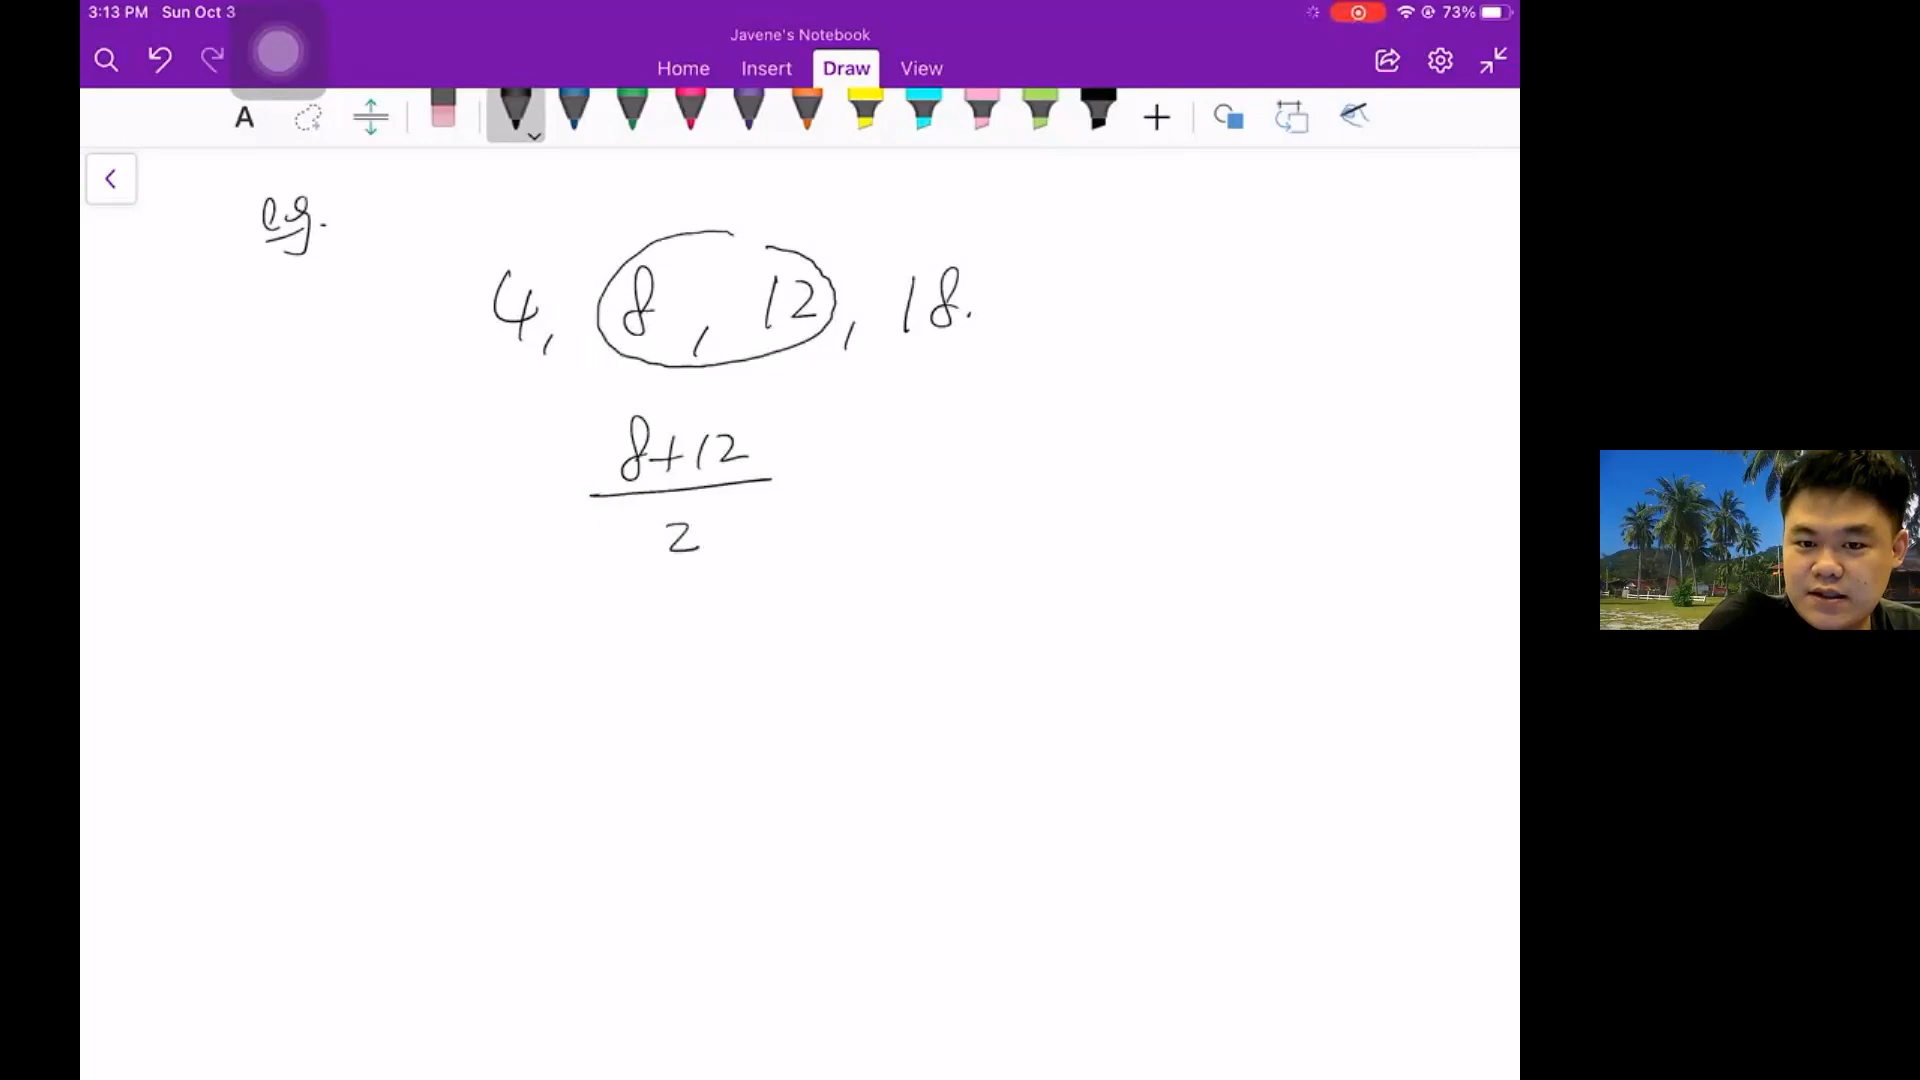 3:13 PM Sun Oct 3
73%
Javene's Notebook
Home Insert Draw View
A
eg.
4, 8, 12, 18.
8+12
2